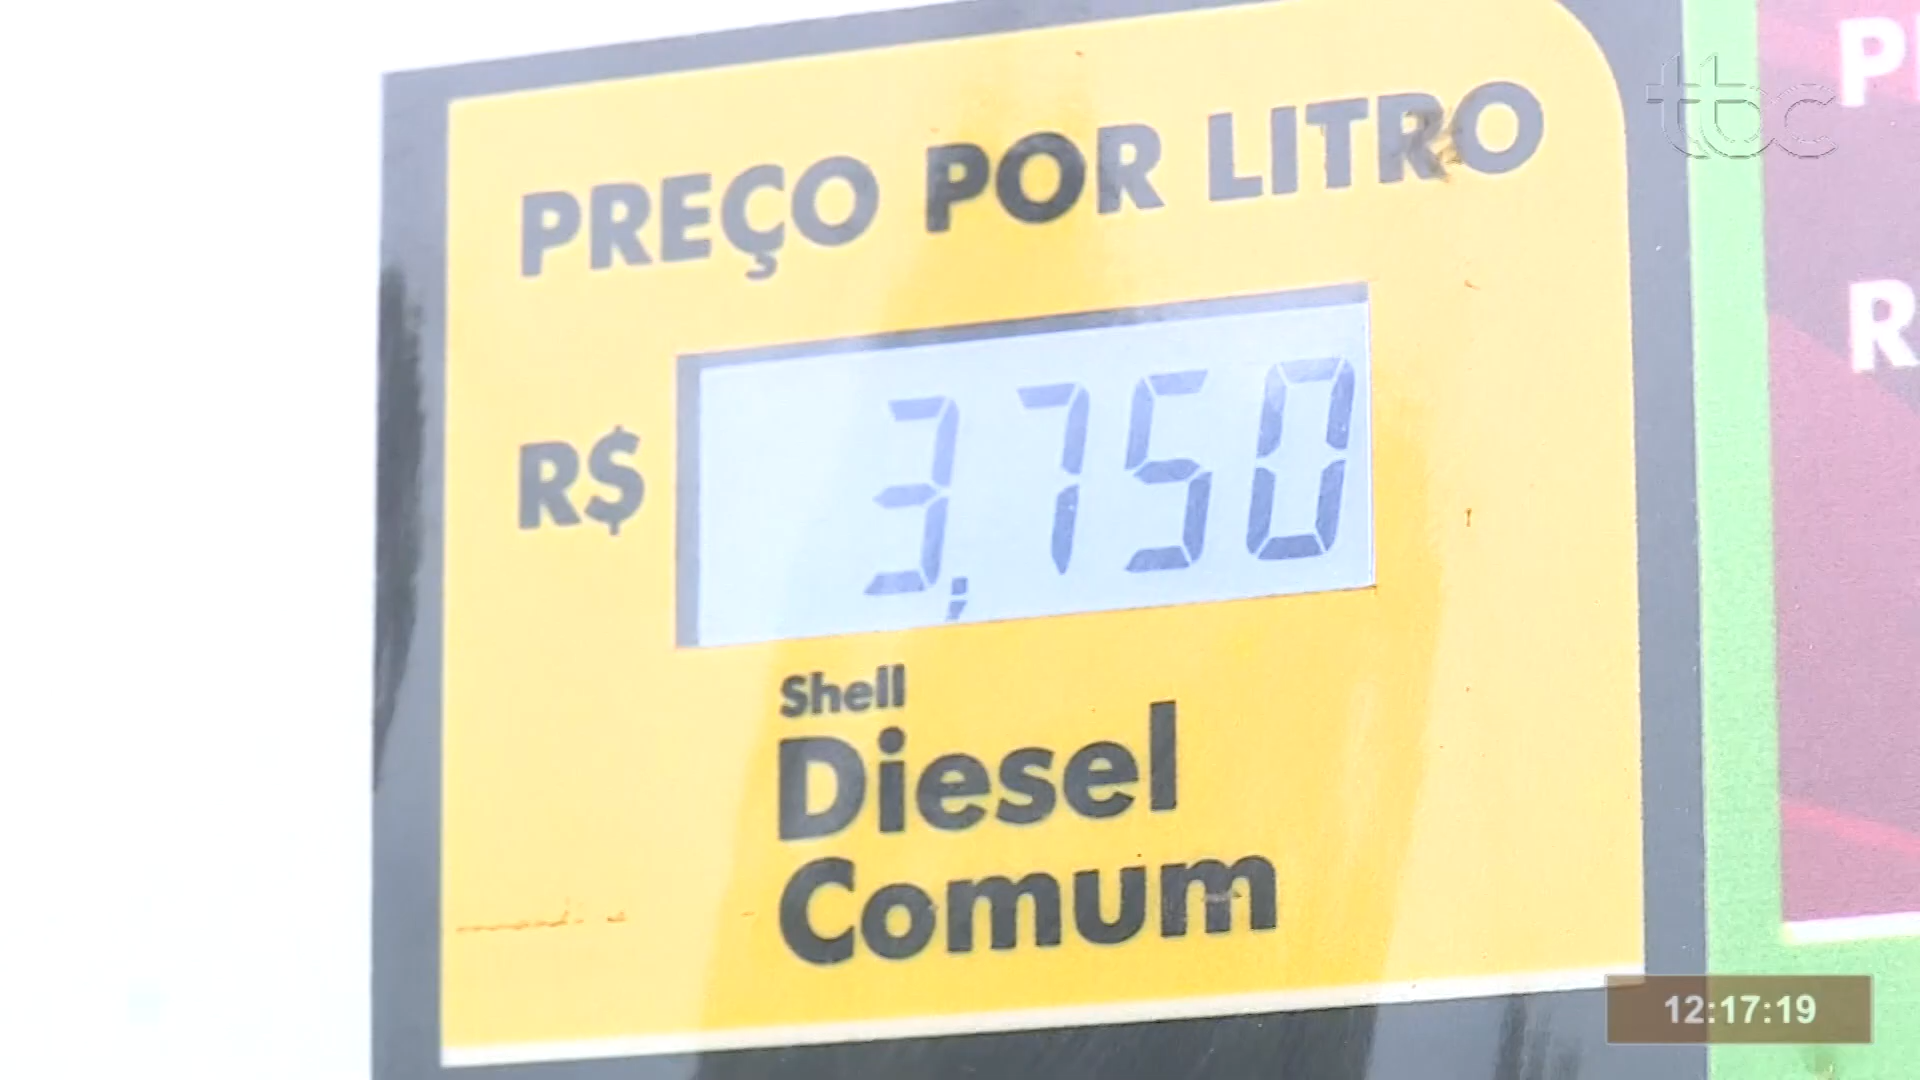 PREÇO POR LITRO
R$ 3,750
Shell
Diesel
Comum
tbc
P
R
12:17:19